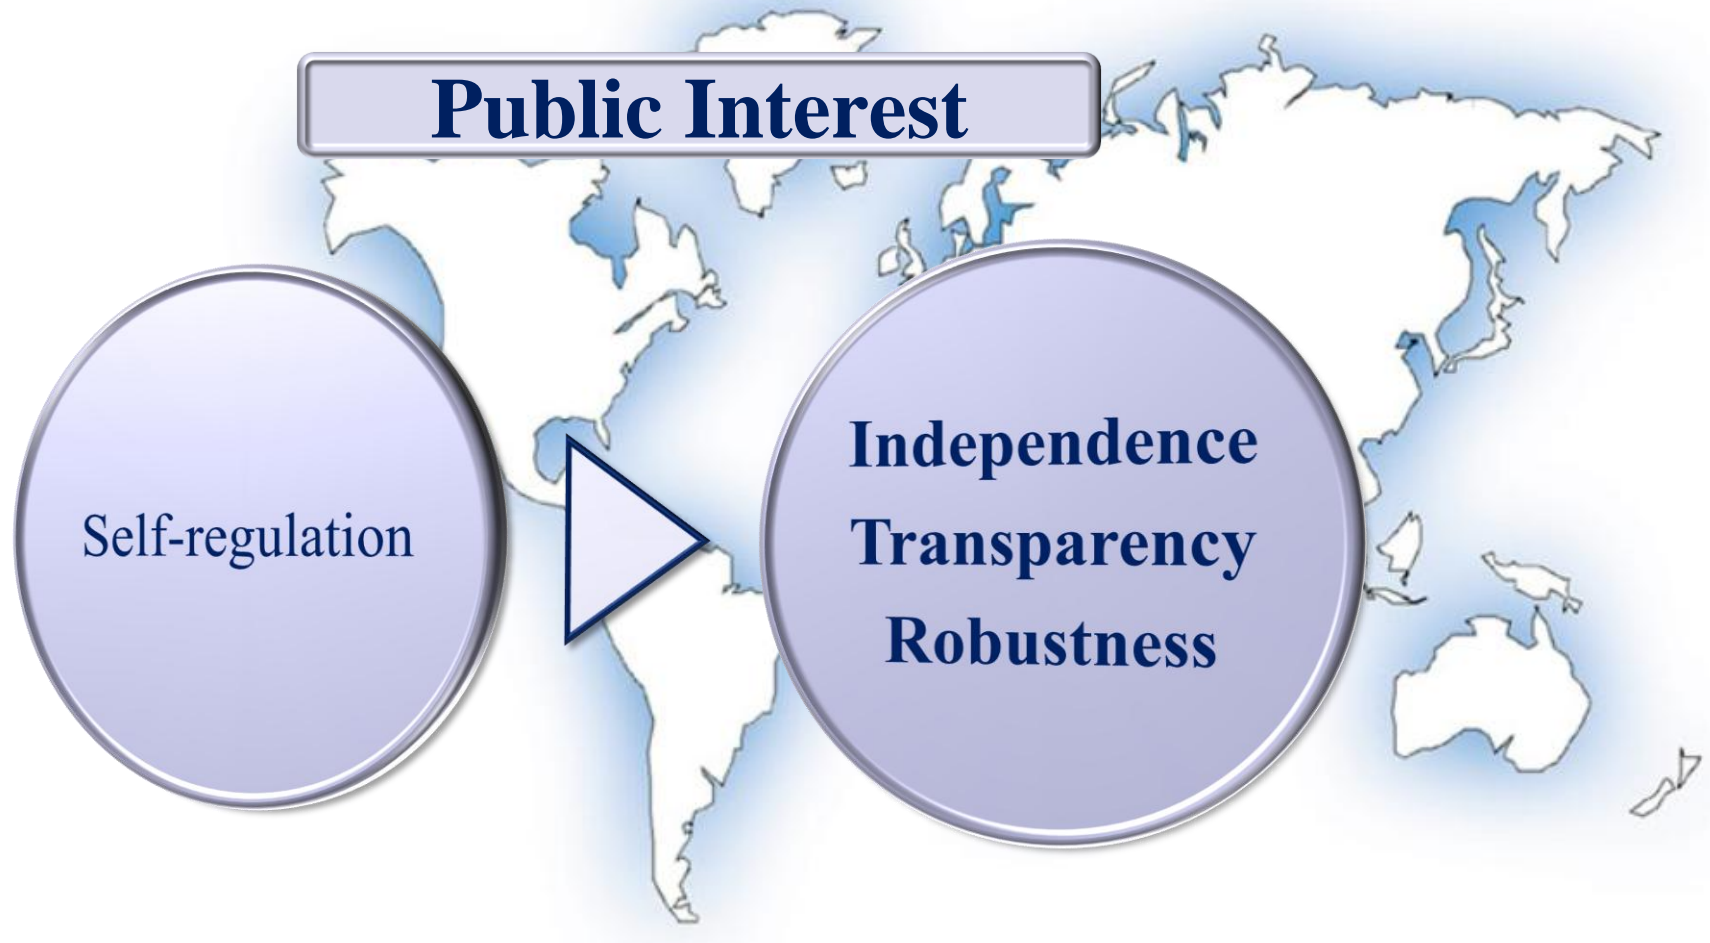 Public Interest
Self-regulation
Independence
Transparency
Robustness